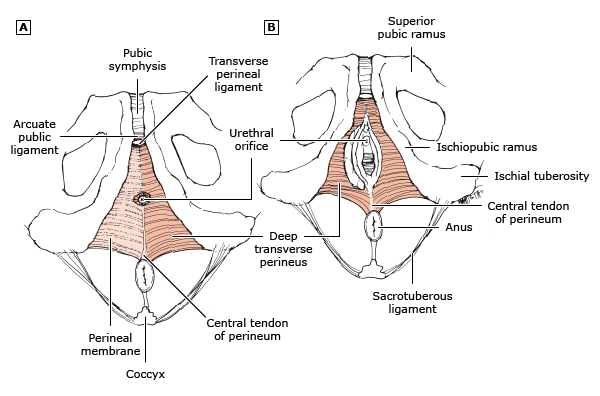 A
B
Superior
pubic ramus
Pubic
symphysis
Transverse
perineal
ligament
Arcuate
public
ligament
Urethral
orifice
Ischiopubic ramus
Ischial tuberosity
Central tendon
of perineum
Anus
Deep
transverse
perineus
Sacrotuberous
ligament
Central tendon
of perineum
Perineal
membrane
Coccyx